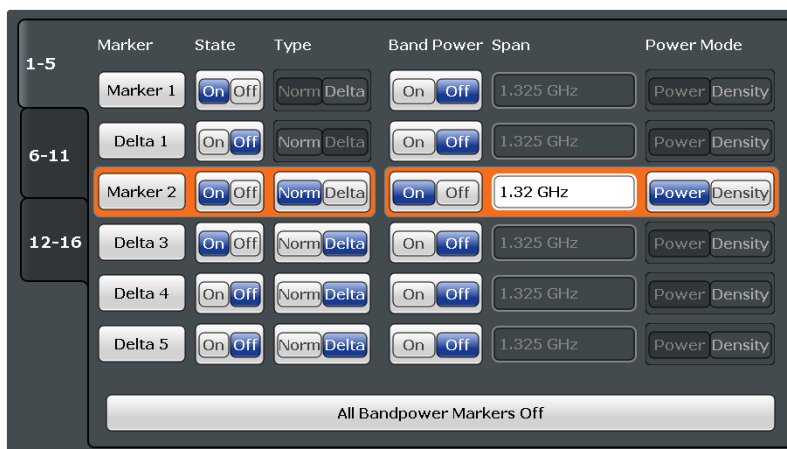 Marker State Type Band Power Span Power Mode
1-5
Marker 1 On Off Norm Delta On Off 1.325 GHz Power Density
Delta 1 On Off Norm Delta On Off 1.325 GHz Power Density
6-11
Marker 2 On Off Norm Delta On Off 1.32 GHz Power Density
12-16 Delta 3 On Off Norm Delta On Off 1.325 GHz Power Density
Delta 4 On Off Norm Delta On Off 1.325 GHz Power Density
Delta 5 On Off Norm Delta On Off 1.325 GHz Power Density
All Bandpower Markers Off